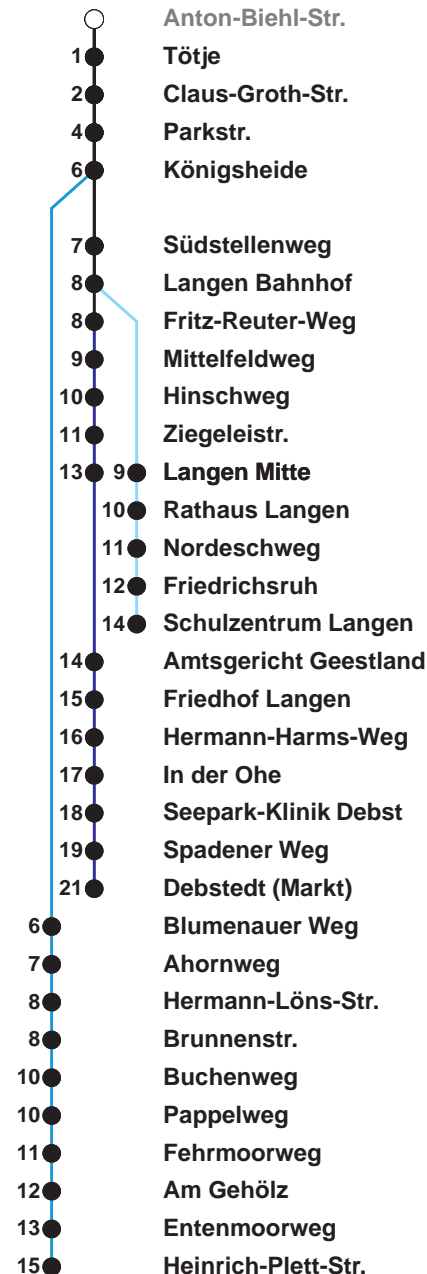 Anton-Biehl-Str.
1 Tötje
2 Claus-Groth-Str.
4 Parkstr.
6 Königsheide
7 Südstellenweg
8 Langen Bahnhof
8 Fritz-Reuter-Weg
9 Mittelfeldweg
10 Hinschweg
11 Ziegeleistr.
13 9 Langen Mitte
10 Rathaus Langen
11 Nordeschweg
12 Friedrichsruh
14 Schulzentrum Langen
14 Amtsgericht Geestland
15 Friedhof Langen
16 Hermann-Harms-Weg
17 In der Ohe
18 Seepark-Klinik Debst
19 Spadener Weg
21 Debstedt (Markt)
6 Blumenauer Weg
7 Ahornweg
8 Hermann-Löns-Str.
8 Brunnenstr.
10 Buchenweg
10 Pappelweg
11 Fehrmoorweg
12 Am Gehölz
13 Entenmoorweg
15 Heinrich-Plett-Str.